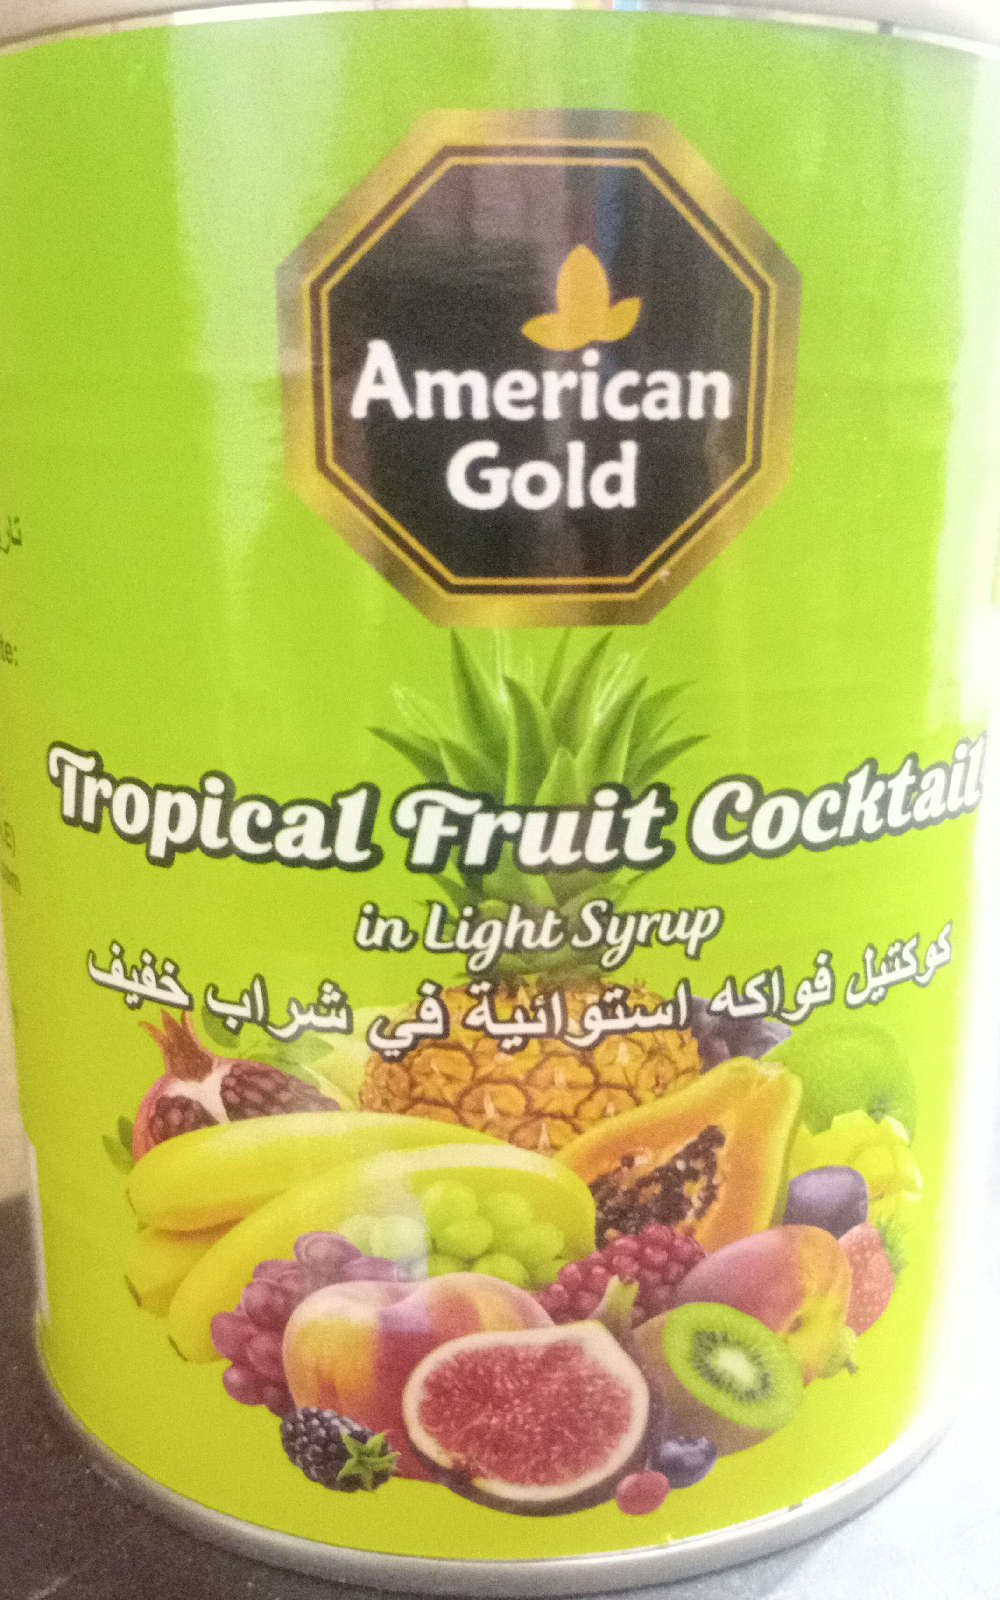 American
Gold
Tropical Fruit Cocktail
in Light Syrup
كوكتيل فواكه استوائية في شراب خفيف